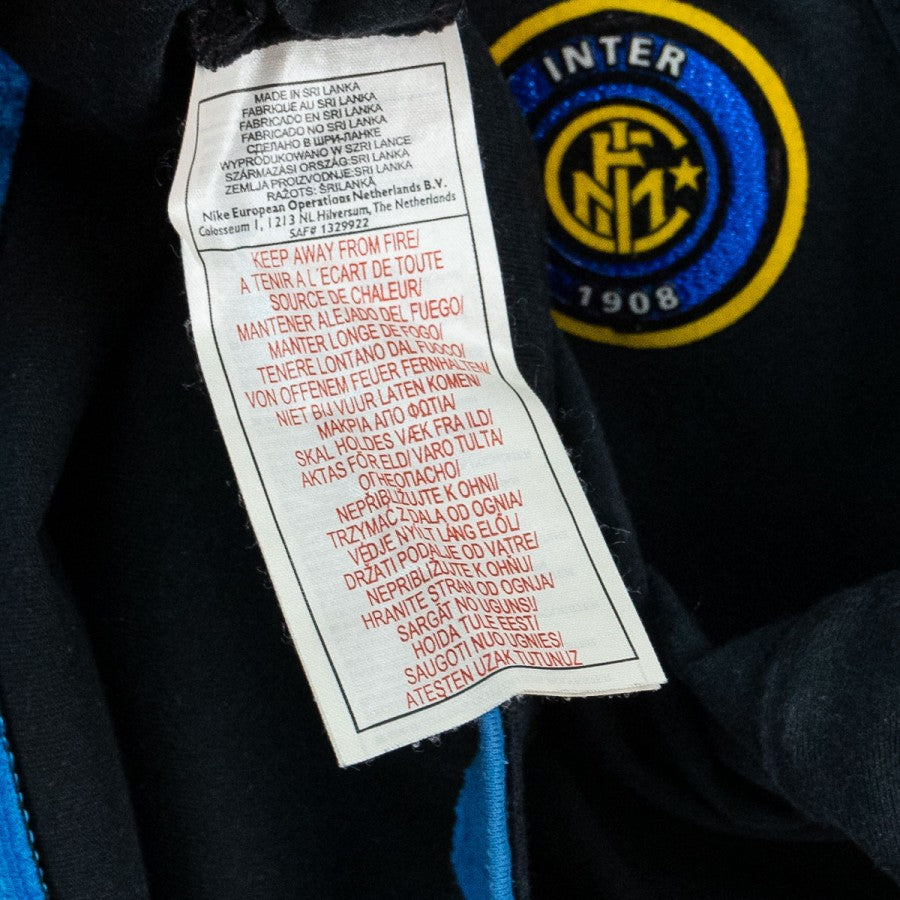 MADE IN SRI LANKA
FABRIQUE AU SRI LANKA
FABRICADO EN SRI LANKA
FABRICADO NO SRI LANKA
СДЕЛАНО В ШРИ-ЛАНКЕ
WYPRODUKOWANO W SZRI LANCE
SZÁRMAZÁSI ORSZÁG: SRI LANKA
ZEMLJA PROIZVODNJE: SRI LANKA
RAŽOTS: ŠRILANKĀ
Nike European Operations Netherlands B.V.
Colosseum 1, 1213 NL Hilversum, The Netherlands
SAF# 1329922
KEEP AWAY FROM FIRE/
A TENIR A L´ECART DE TOUTE
SOURCE DE CHALEUR/
MANTENER ALEJADO DEL FUEGO/
MANTER LONGE DE FOGO/
TENERE LONTANO DAL FUOCO/
VON OFFENEM FEUER FERNHALTEN/
NIET BIJ VUUR LATEN KOMEN/
ΜΑΚΡΙΑ ΑΠΟ ΦΩΤΙΑ/
SKAL HOLDES VÆK FRA ILD/
AKTAS FÖR ELD/ VARO TULTA/
ОГНЕОПАСНО/
NEPŘIBLIŽUJTE K OHNI/
TRZYMAĆ Z DALA OD OGNIA/
VÉDJE NYÍLT LÁNG ELŐL/
DRŽATI PODALJE OD VATRE/
NEPRIBLIŽUJTE K OHŇU/
HRANITE STRAN OD OGNJA/
SARGĀT NO UGUNS/
HOIDA TULE EEST/
SAUGOTI NUO UGNIES/
ATEŞTEN UZAK TUTUNUZ
INTER
FCIM
1908